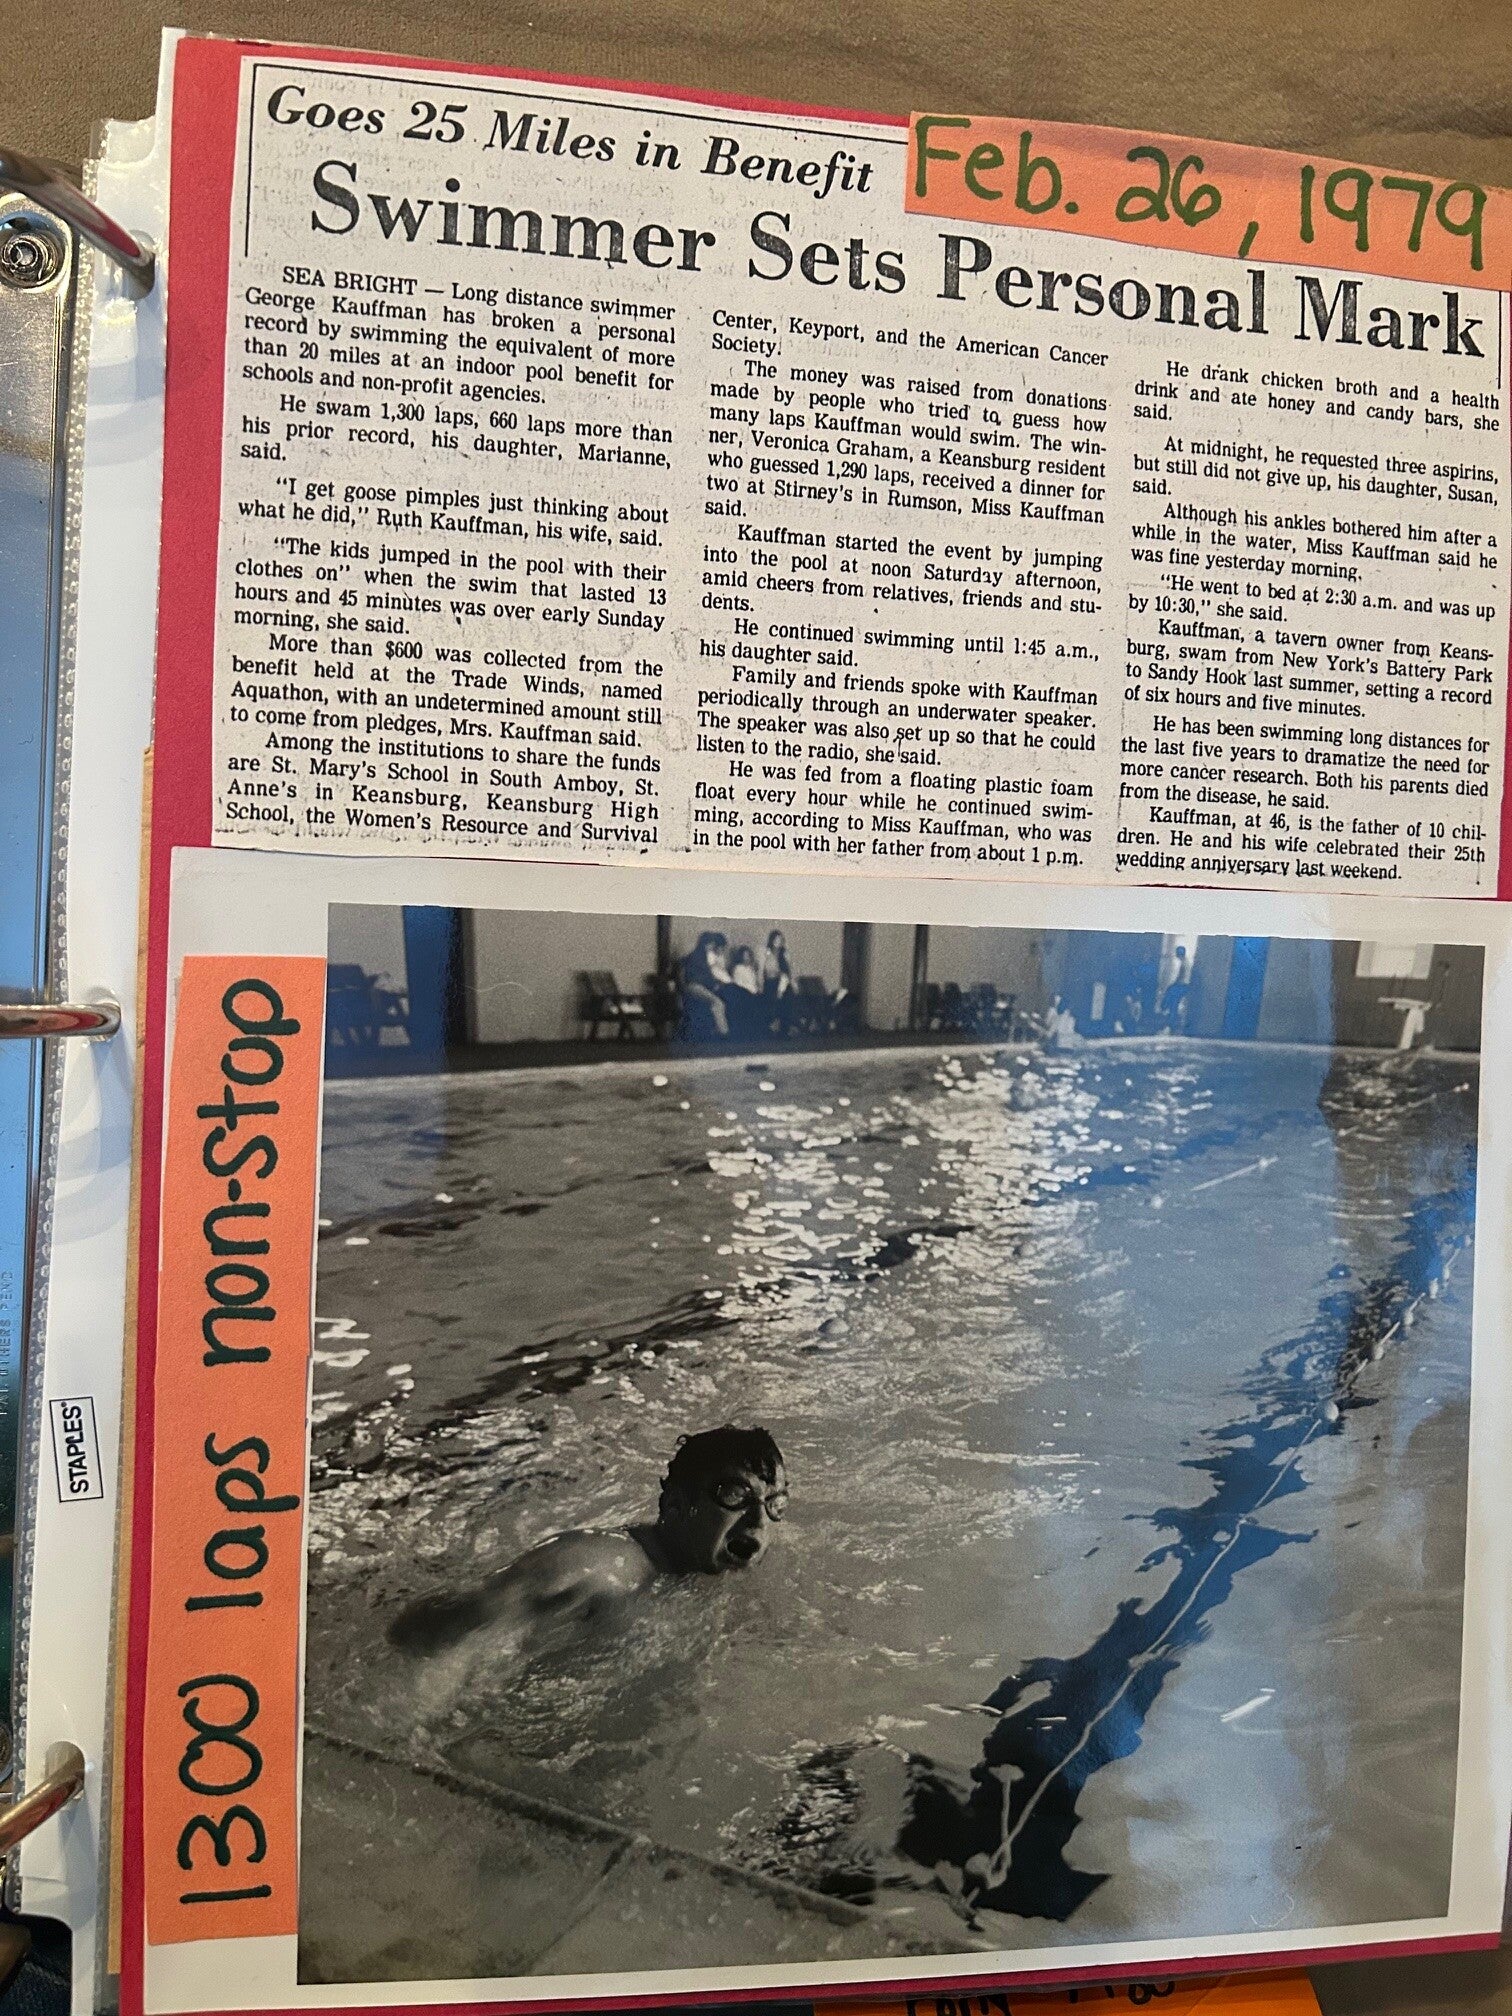 Goes 25 Miles in Benefit
Feb. 26, 1979
Swimmer Sets Personal Mark
SEA BRIGHT — Long distance swimmer
George Kauffman has broken a personal
record by swimming the equivalent of more
than 20 miles at an indoor pool benefit for
schools and non-profit agencies.
He swam 1,300 laps, 660 laps more than
his prior record, his daughter, Marianne,
said.
"I get goose pimples just thinking about
what he did," Ruth Kauffman, his wife, said.
"The kids jumped in the pool with their
clothes on" when the swim that lasted 13
hours and 45 minutes was over early Sunday
morning, she said.
More than $600 was collected from the
benefit held at the Trade Winds, named
Aquathon, with an undetermined amount still
to come from pledges, Mrs. Kauffman said.
Among the institutions to share the funds
are St. Mary's School in South Amboy, St.
Anne's in Keansburg, Keansburg High
School, the Women's Resource and Survival
Center, Keyport, and the American Cancer
Society.
The money was raised from donations
made by people who tried to guess how
many laps Kauffman would swim. The win-
ner, Veronica Graham, a Keansburg resident
who guessed 1,290 laps, received a dinner for
two at Stirney's in Rumson, Miss Kauffman
said.
Kauffman started the event by jumping
into the pool at noon Saturday afternoon,
amid cheers from relatives, friends and stu-
dents.
He continued swimming until 1:45 a.m.,
his daughter said.
Family and friends spoke with Kauffman
periodically through an underwater speaker.
The speaker was also set up so that he could
listen to the radio, she said.
He was fed from a floating plastic foam
float every hour while he continued swim-
ming, according to Miss Kauffman, who was
in the pool with her father from about 1 p.m.
He drank chicken broth and a health
drink and ate honey and candy bars, she
said.
At midnight, he requested three aspirins,
but still did not give up, his daughter, Susan,
said.
Although his ankles bothered him after a
while in the water, Miss Kauffman said he
was fine yesterday morning.
"He went to bed at 2:30 a.m. and was up
by 10:30," she said.
Kauffman, a tavern owner from Keans-
burg, swam from New York's Battery Park
to Sandy Hook last summer, setting a record
of six hours and five minutes.
He has been swimming long distances for
the last five years to dramatize the need for
more cancer research. Both his parents died
from the disease, he said.
Kauffman, at 46, is the father of 10 chil-
dren. He and his wife celebrated their 25th
wedding anniversary last weekend.
1300 laps non-stop
STAPLES